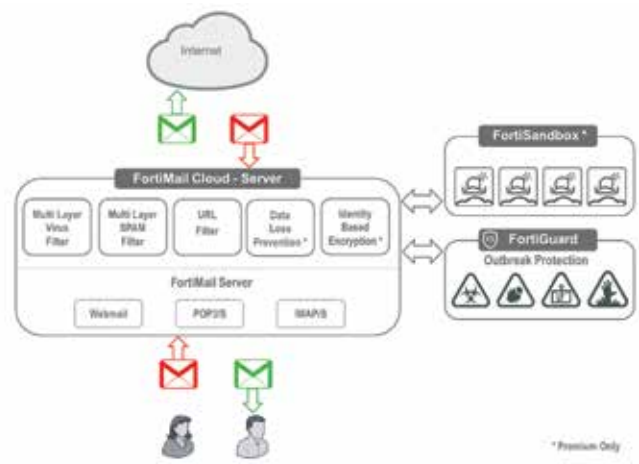 Internet
FortiSandbox *
FortiMail Cloud - Server
Multi Layer
Virus
Filter
Multi Layer
SPAM
Filter
URL
Filter
Data
Loss
Prevention *
Identity
Based
Encryption *
FortiGuard
Outbreak Protection
FortiMail Server
Webmail
POP3/S
IMAP/S
* Premium Only